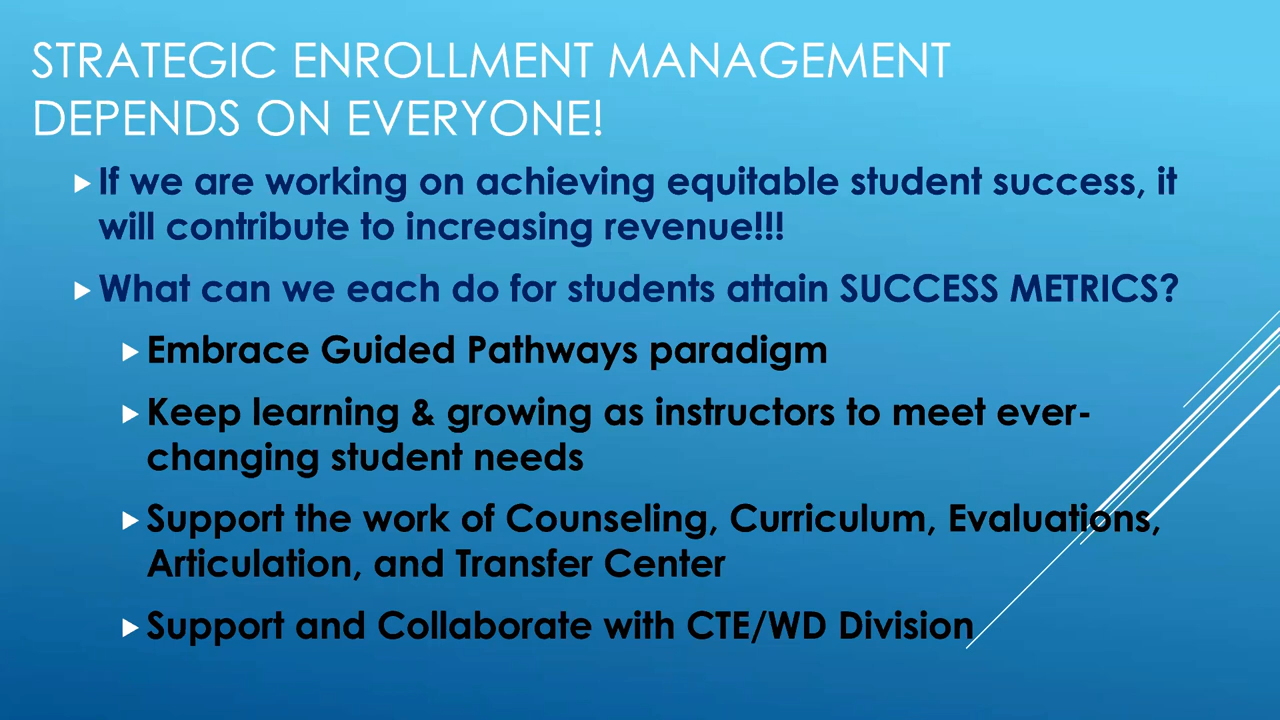 STRATEGIC ENROLLMENT MANAGEMENT
DEPENDS ON EVERYONE!
If we are working on achieving equitable student success, it
will contribute to increasing revenue!!!
What can we each do for students attain SUCCESS METRICS?
Embrace Guided Pathways paradigm
Keep learning & growing as instructors to meet ever-
changing student needs
Support the work of Counseling, Curriculum, Evaluations,
Articulation, and Transfer Center
Support and Collaborate with CTE/WD Division